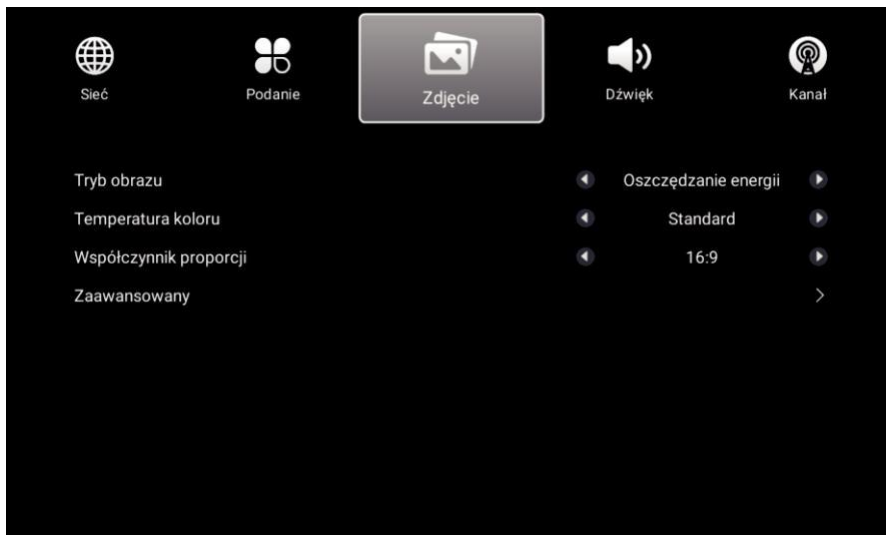 Sieć Podanie Zdjęcie Dźwięk Kanał
Tryb obrazu Oszczędzanie energii
Temperatura koloru Standard
Współczynnik proporcji 16:9
Zaawansowany